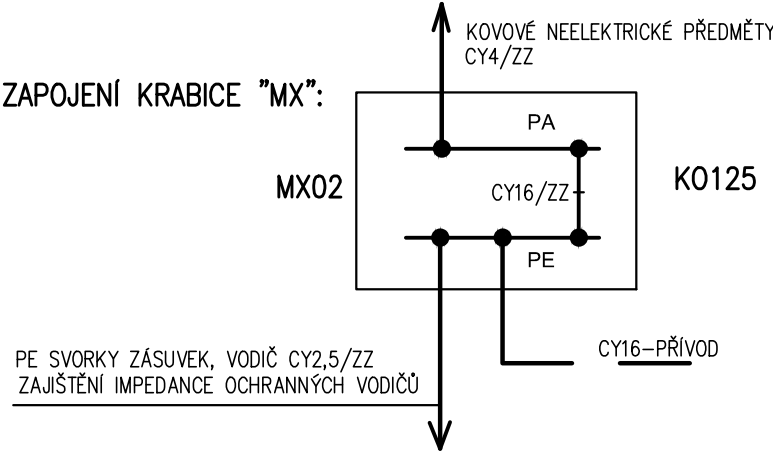 KOVOVÉ NEELEKTRICKÉ PŘEDMĚTY
CY4/ZZ
ZAPOJENÍ KRABICE "MX":
PA
MX02
CY16/ZZ
KO125
PE
CY16-PŘÍVOD
PE SVORKY ZÁSUVEK, VODIČ CY2,5/ZZ
ZAJIŠTĚNÍ IMPEDANCE OCHRANNÝCH VODIČŮ